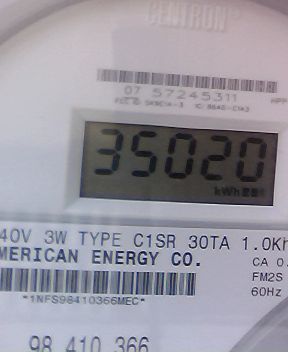 CENTRON®
07 57245311
35020
kWh
40V 3W TYPE C1SR 30TA 1.0Kh
MERICAN ENERGY CO.
CA 0.
FM2S
*1NFS98410366MEC*
60Hz
98 410 366